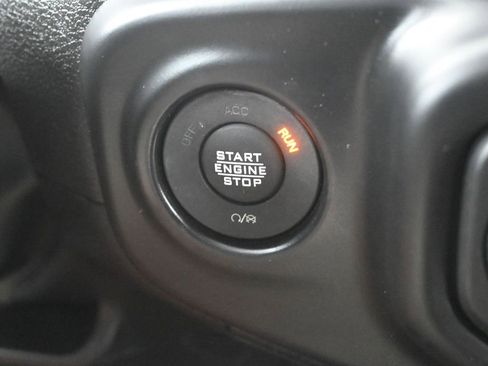 ACC
OFF
RUN
START
ENGINE
STOP